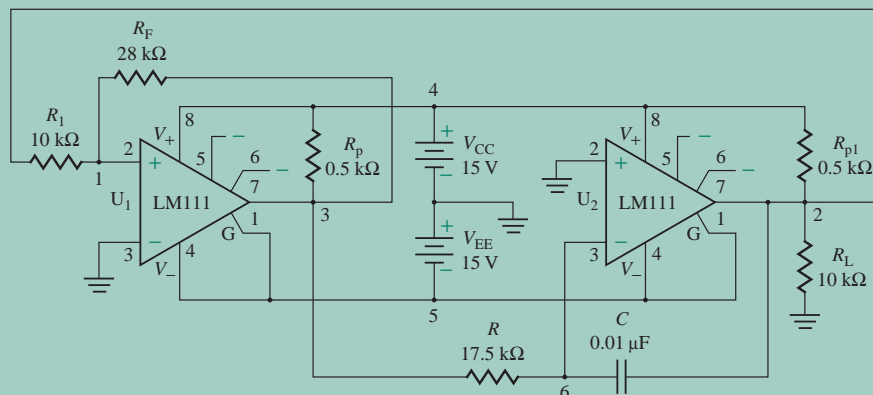 R_F
28 kΩ
R_1
10 kΩ
1
2
+
U_1
LM111
−
3
V_+
8
5
−
6
−
7
1
G
4
V_−
R_p
0.5 kΩ
3
4
+
V_CC
15 V
−
+
V_EE
15 V
−
5
2
+
U_2
LM111
−
3
V_+
8
5
−
6
−
7
1
G
4
V_−
R_p1
0.5 kΩ
2
R_L
10 kΩ
R
17.5 kΩ
6
C
0.01 μF